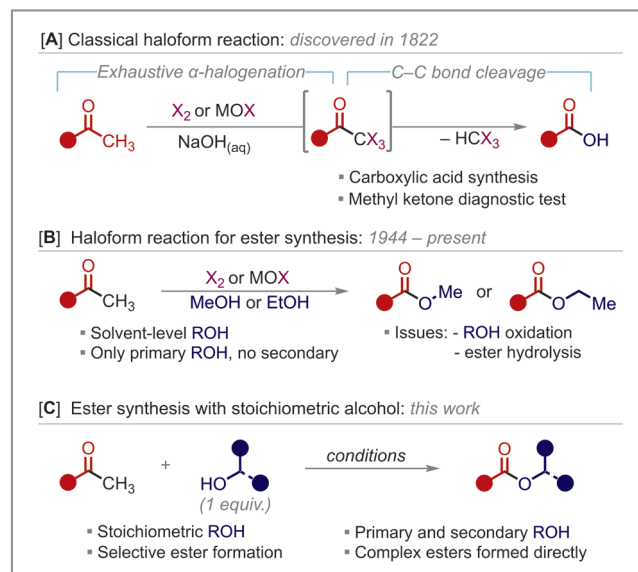 [A] Classical haloform reaction: discovered in 1822
Exhaustive α-halogenation
C–C bond cleavage
O
CH3
X2 or MOX
NaOH(aq)
O
CX3
– HCX3
O
OH
▪ Carboxylic acid synthesis
▪ Methyl ketone diagnostic test
[B] Haloform reaction for ester synthesis: 1944 – present
O
CH3
X2 or MOX
MeOH or EtOH
O
O
Me
or
O
O
Me
▪ Solvent-level ROH
▪ Only primary ROH, no secondary
▪ Issues: - ROH oxidation
- ester hydrolysis
[C] Ester synthesis with stoichiometric alcohol: this work
O
CH3
+
HO
(1 equiv.)
conditions
O
O
▪ Stoichiometric ROH
▪ Selective ester formation
▪ Primary and secondary ROH
▪ Complex esters formed directly